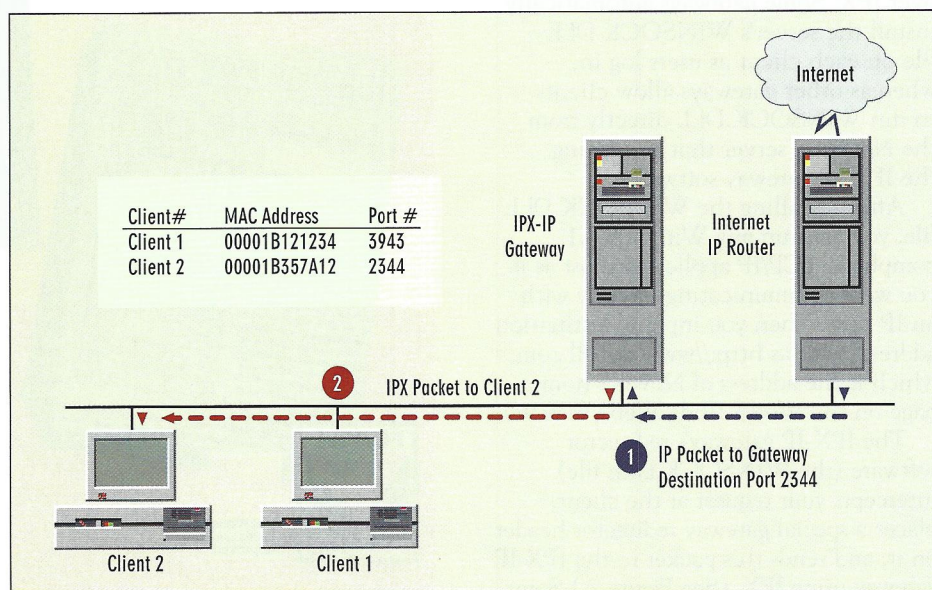 Internet
IPX-IP
Gateway
Internet
IP Router
Client# MAC Address Port #
Client 1 00001B121234 3943
Client 2 00001B357A12 2344
2 IPX Packet to Client 2
1 IP Packet to Gateway
Destination Port 2344
Client 2
Client 1